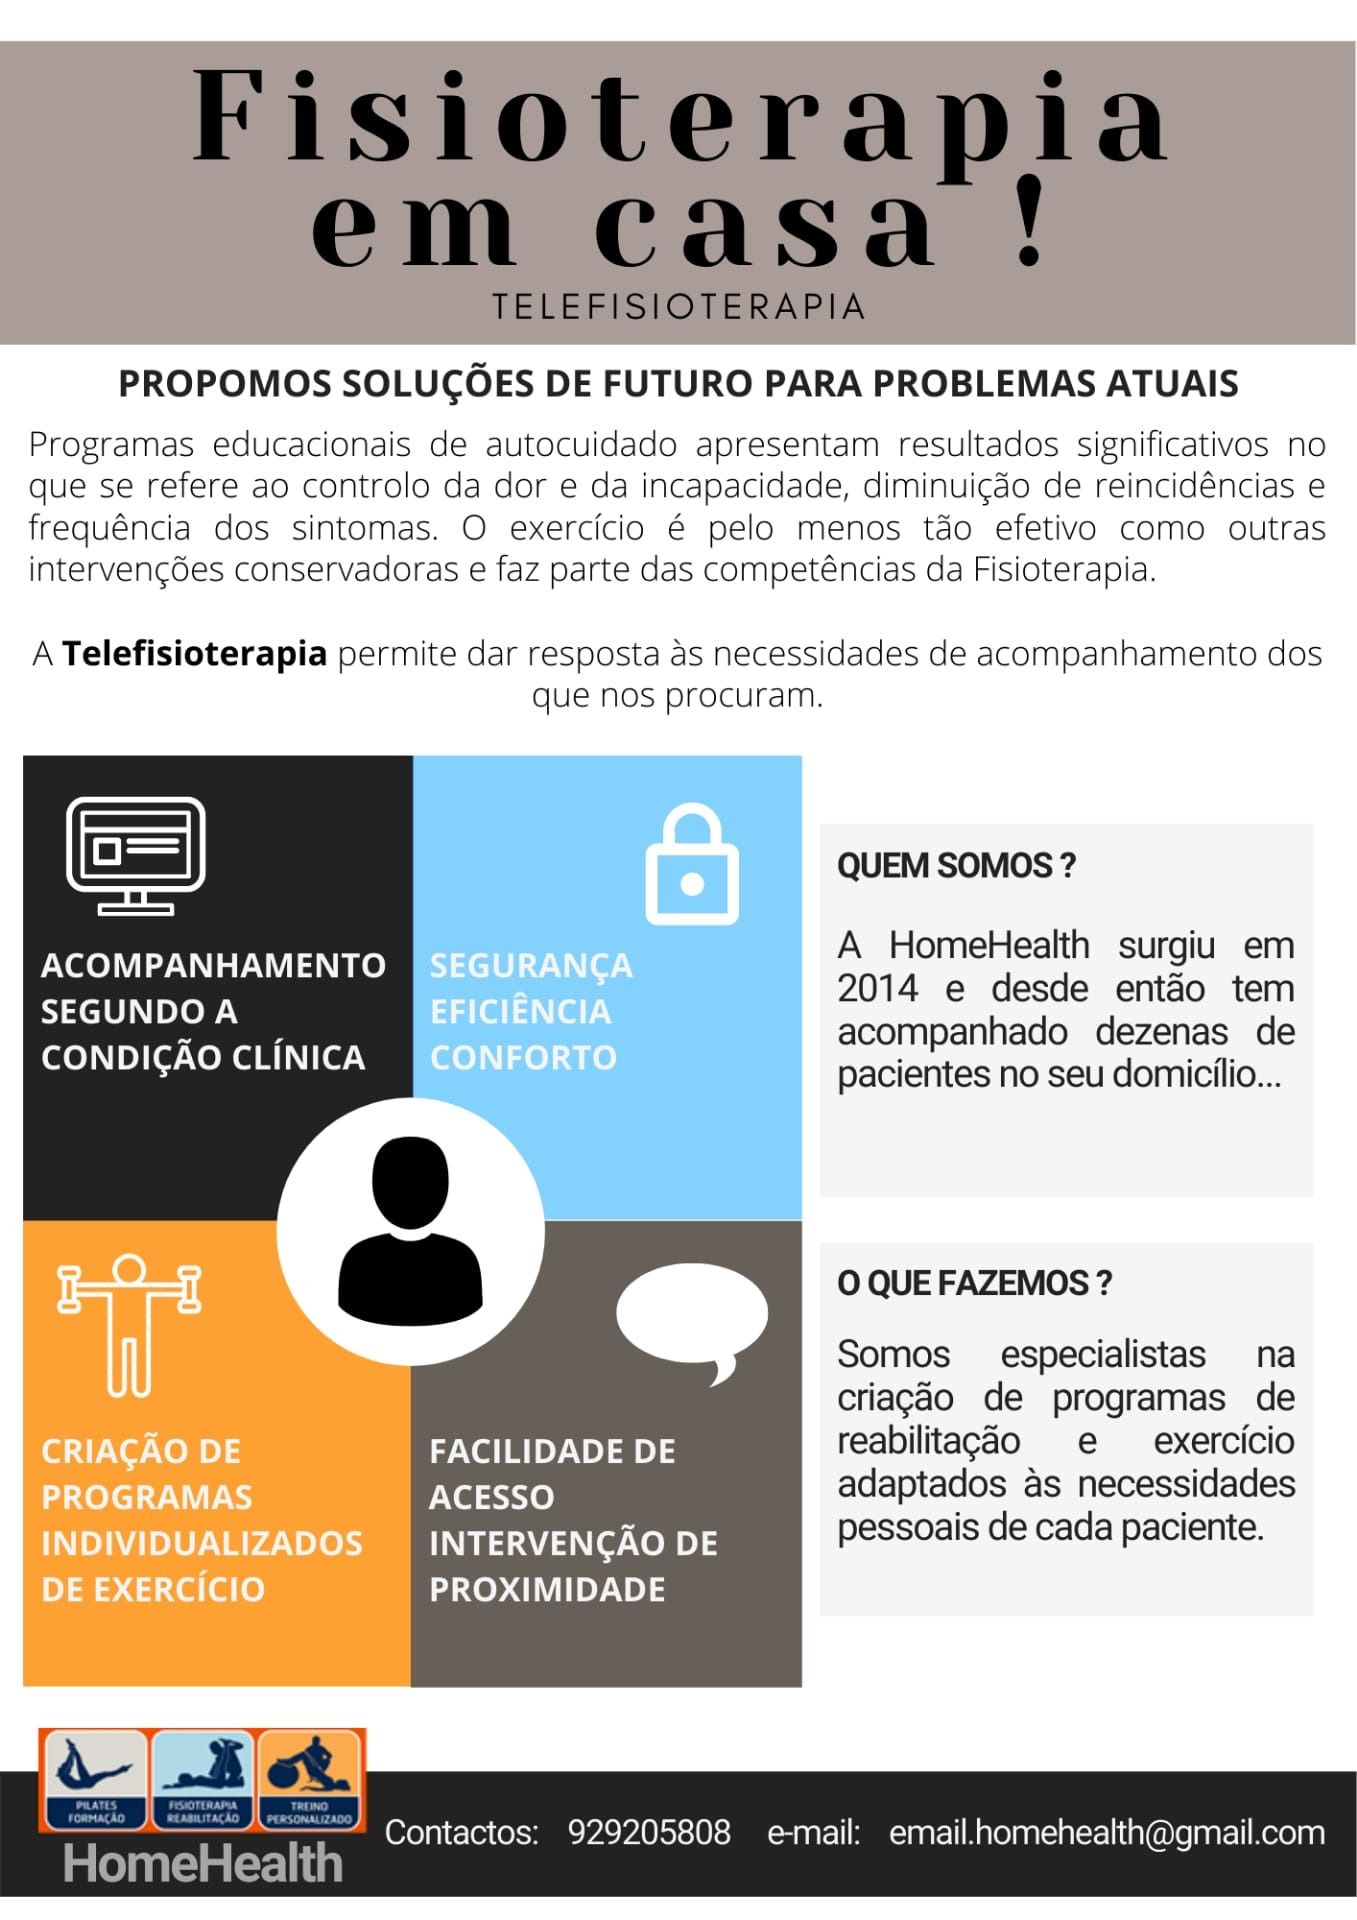 Fisioterapia
em casa !
TELEFISIOTERAPIA
PROPOMOS SOLUÇÕES DE FUTURO PARA PROBLEMAS ATUAIS
Programas educacionais de autocuidado apresentam resultados significativos no
que se refere ao controlo da dor e da incapacidade, diminuição de reincidências e
frequência dos sintomas. O exercício é pelo menos tão efetivo como outras
intervenções conservadoras e faz parte das competências da Fisioterapia.
A Telefisioterapia permite dar resposta às necessidades de acompanhamento dos
que nos procuram.
ACOMPANHAMENTO
SEGUNDO A
CONDIÇÃO CLÍNICA
SEGURANÇA
EFICIÊNCIA
CONFORTO
CRIAÇÃO DE
PROGRAMAS
INDIVIDUALIZADOS
DE EXERCÍCIO
FACILIDADE DE
ACESSO
INTERVENÇÃO DE
PROXIMIDADE
QUEM SOMOS ?
A HomeHealth surgiu em
2014 e desde então tem
acompanhado dezenas de
pacientes no seu domicílio...
O QUE FAZEMOS ?
Somos especialistas na
criação de programas de
reabilitação e exercício
adaptados às necessidades
pessoais de cada paciente.
PILATES
FORMAÇÃO
FISIOTERAPIA
REABILITAÇÃO
TREINO
PERSONALIZADO
HomeHealth
Contactos: 929205808 e-mail: email.homehealth@gmail.com